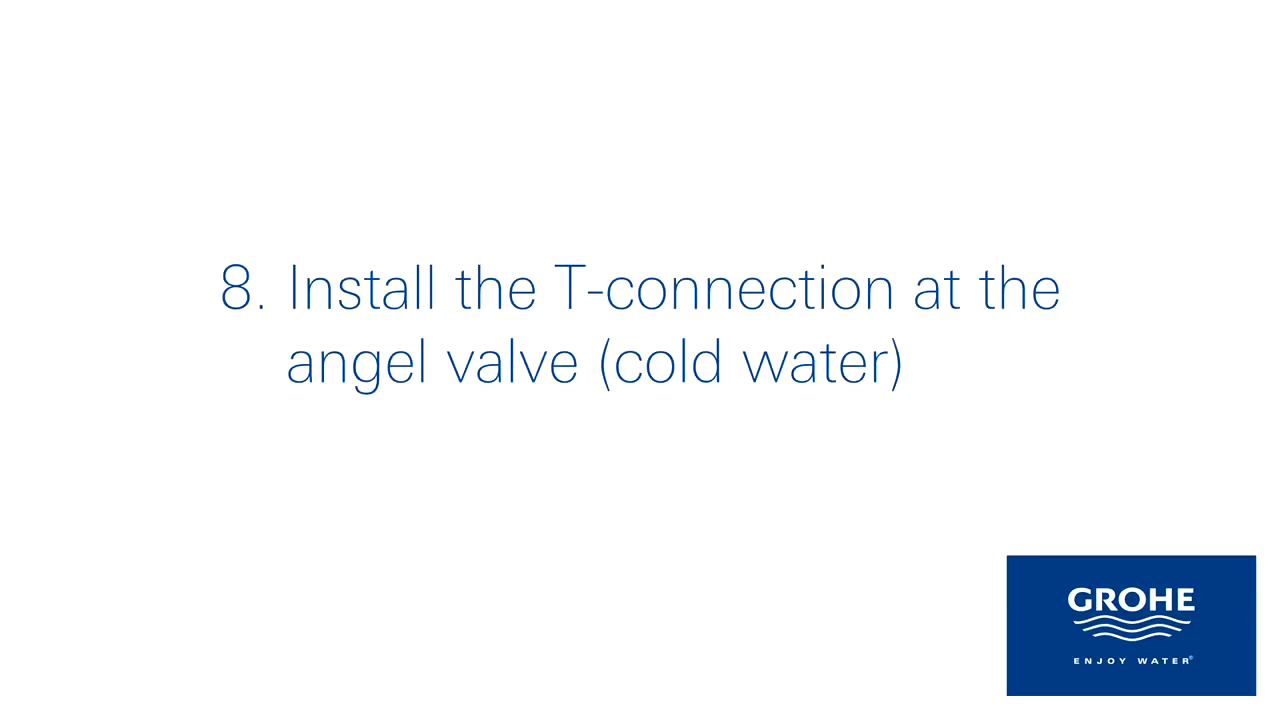 8. Install the T-connection at the
angel valve (cold water)
GROHE
ENJOY WATER®